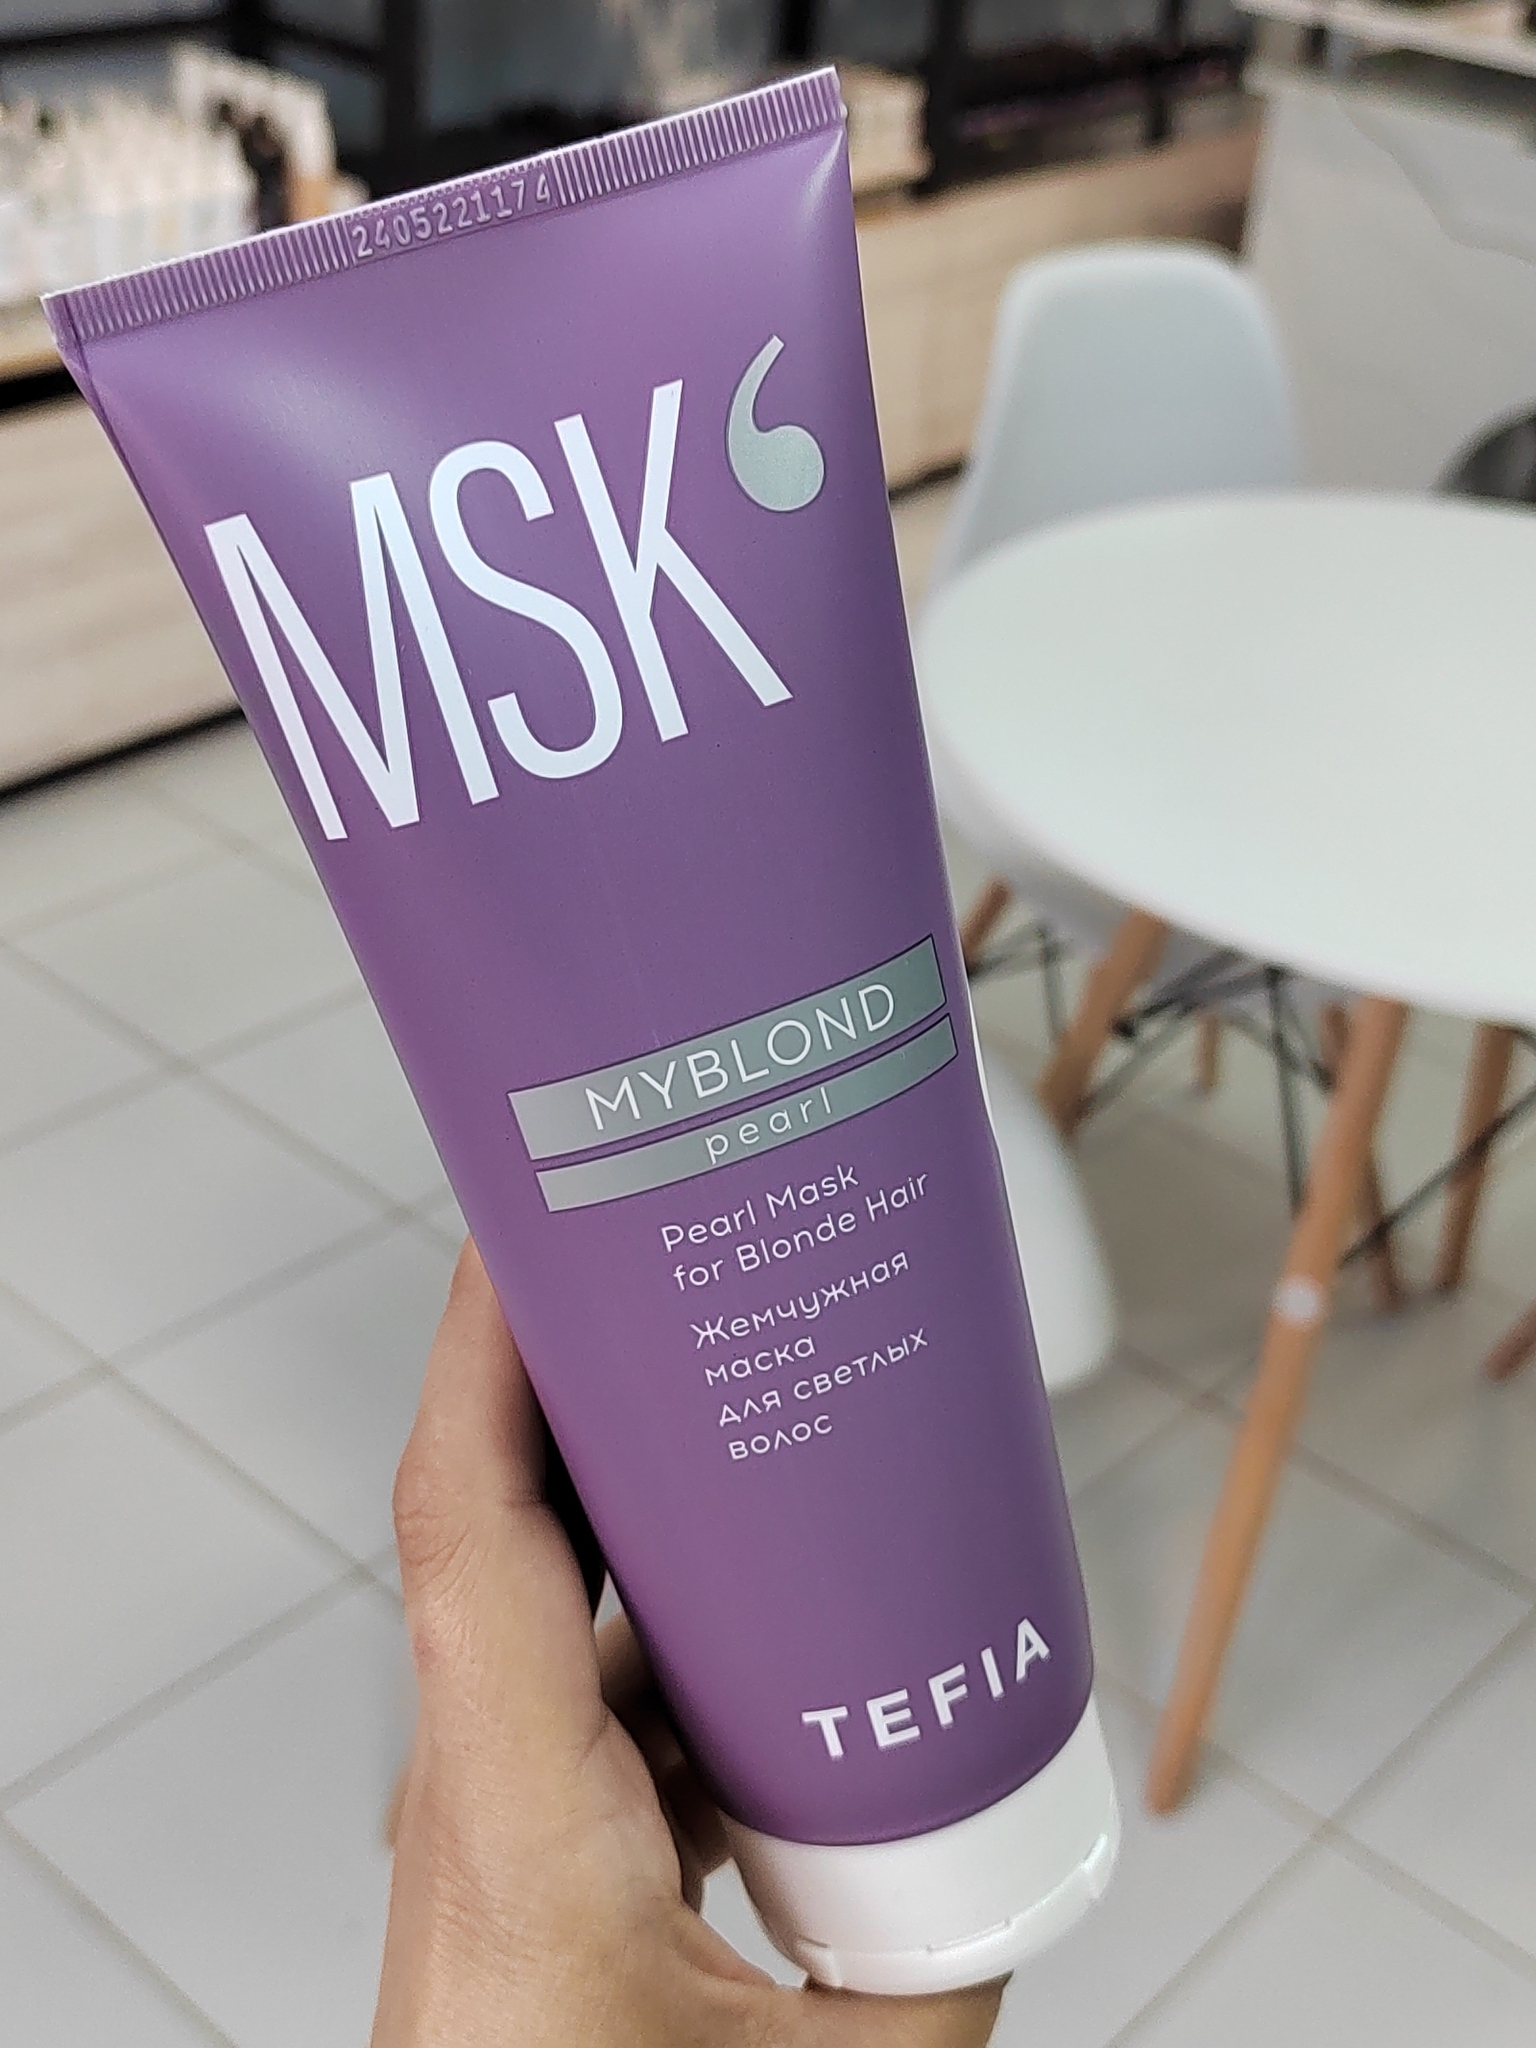 2405221174
MSK‘
MYBLOND
pearl
Pearl Mask
for Blonde Hair
Жемчужная
маска
для светлых
волос
TEFIA